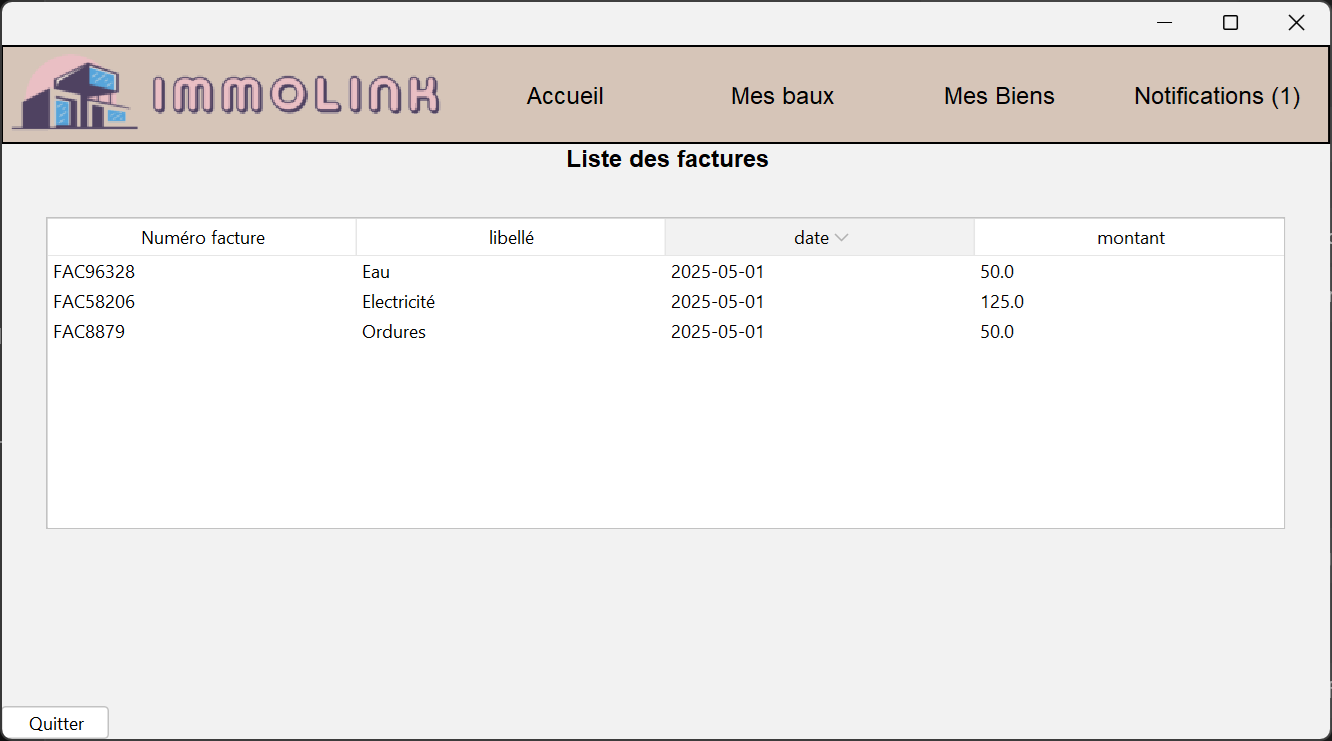 IMMOLINK Accueil Mes baux Mes Biens Notifications (1)
Liste des factures
Numéro facture libellé date montant
FAC96328 Eau 2025-05-01 50.0
FAC58206 Electricité 2025-05-01 125.0
FAC8879 Ordures 2025-05-01 50.0
Quitter